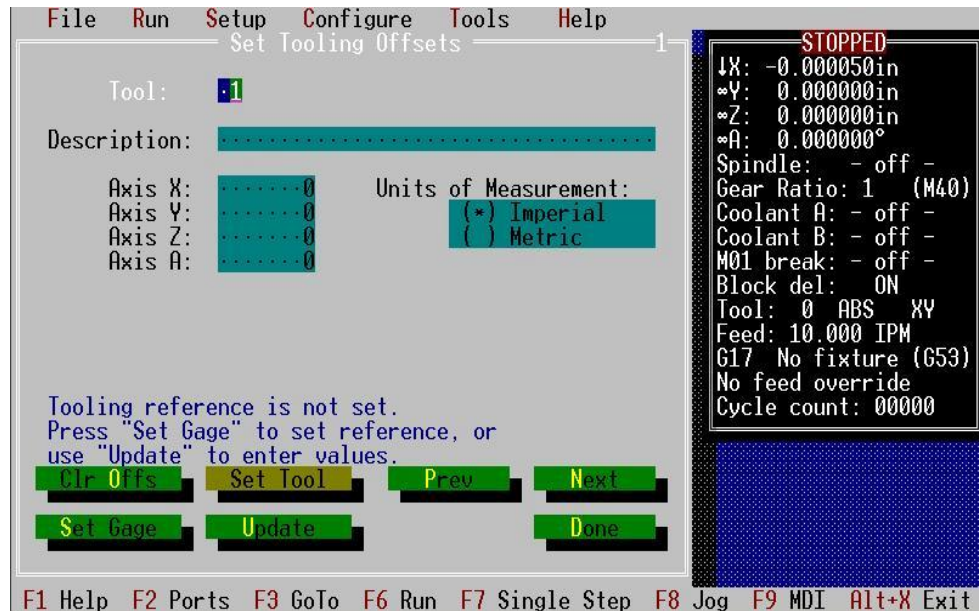 File Run Setup Configure Tools Help
Set Tooling Offsets 1
Tool: 1
Description:
Axis X: 0
Axis Y: 0
Axis Z: 0
Axis A: 0
Units of Measurement:
(*) Imperial
( ) Metric
Tooling reference is not set.
Press "Set Gage" to set reference, or
use "Update" to enter values.
Clr Offs Set Tool Prev Next
Set Gage Update Done
STOPPED
↓X: -0.000050in
∞Y: 0.000000in
∞Z: 0.000000in
∞A: 0.000000°
Spindle: - off -
Gear Ratio: 1 (M40)
Coolant A: - off -
Coolant B: - off -
M01 break: - off -
Block del: ON
Tool: 0 ABS XY
Feed: 10.000 IPM
G17 No fixture (G53)
No feed override
Cycle count: 00000
F1 Help F2 Ports F3 GoTo F6 Run F7 Single Step F8 Jog F9 MDI Alt+X Exit